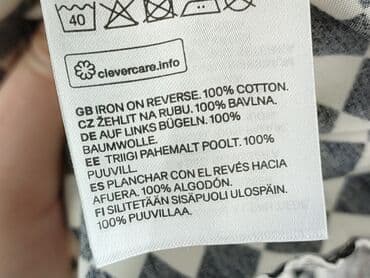 40
clevercare.info
GB IRON ON REVERSE. 100% COTTON.
CZ ŽEHLIT NA RUBU. 100% BAVLNA.
DE AUF LINKS BÜGELN. 100%
BAUMWOLLE.
EE TRIIGI PAHEMALT POOLT. 100%
PUUVILL.
ES PLANCHAR CON EL REVÉS HACIA
AFUERA. 100% ALGODÓN.
FI SILITETÄÄN SISÄPUOLI ULOSPÄIN.
100% PUUVILLAA.